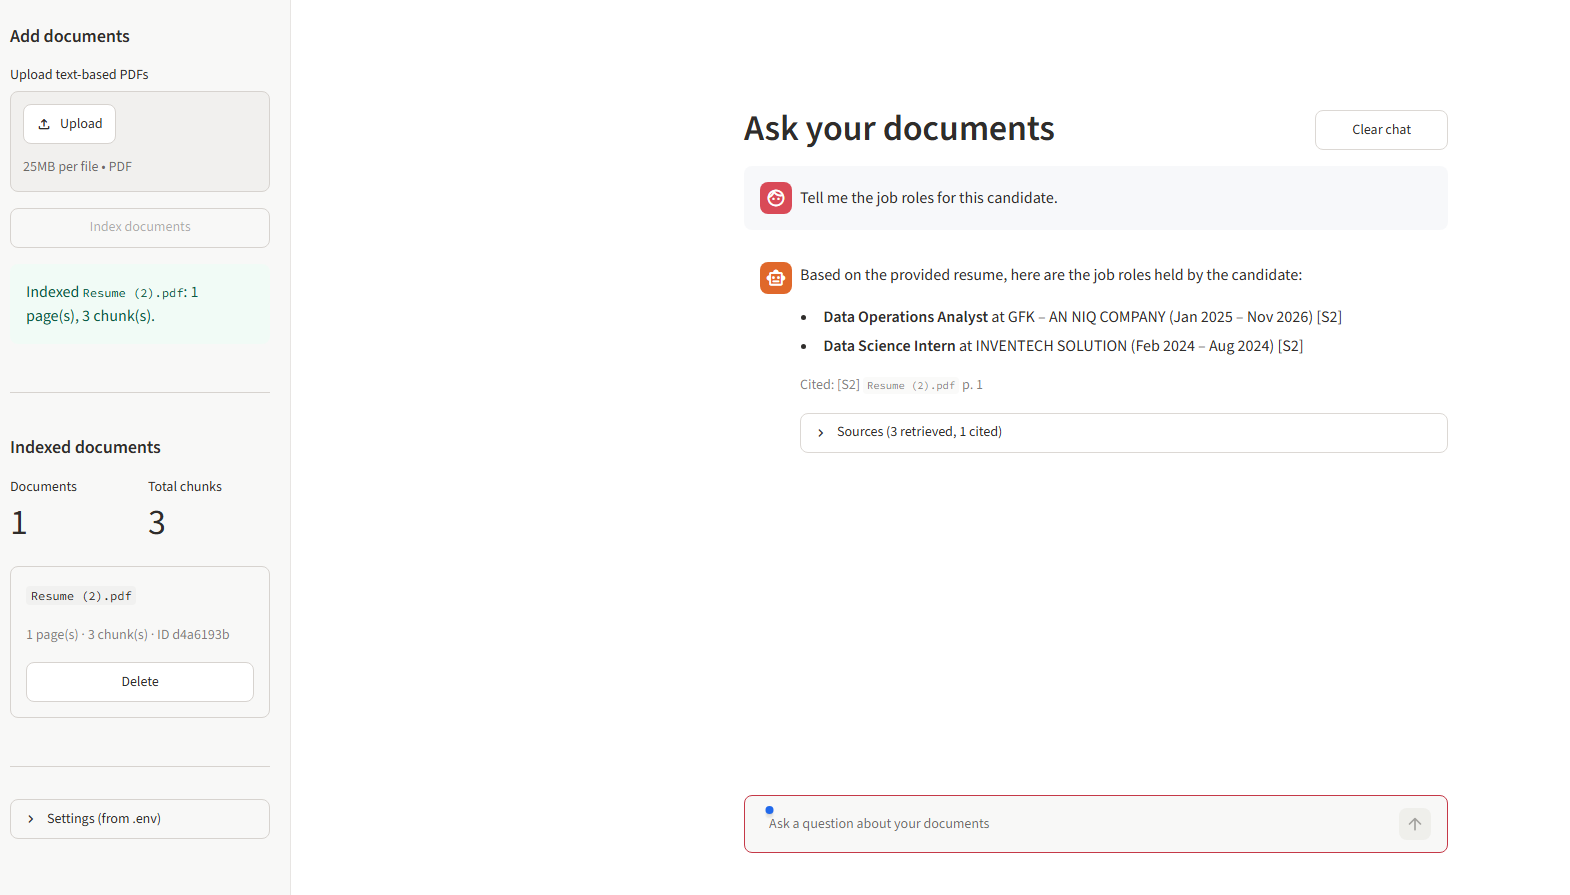 Add documents
Upload text-based PDFs
Upload
25MB per file • PDF
Index documents
Indexed Resume (2).pdf: 1
page(s), 3 chunk(s).
Indexed documents
Documents
Total chunks
1
3
Resume (2).pdf
1 page(s) · 3 chunk(s) · ID d4a6193b
Delete
Settings (from .env)
Ask your documents
Clear chat
Tell me the job roles for this candidate.
Based on the provided resume, here are the job roles held by the candidate:
• Data Operations Analyst at GFK – AN NIQ COMPANY (Jan 2025 – Nov 2026) [S2]
• Data Science Intern at INVENTECH SOLUTION (Feb 2024 – Aug 2024) [S2]
Cited: [S2] Resume (2).pdf p. 1
Sources (3 retrieved, 1 cited)
Ask a question about your documents